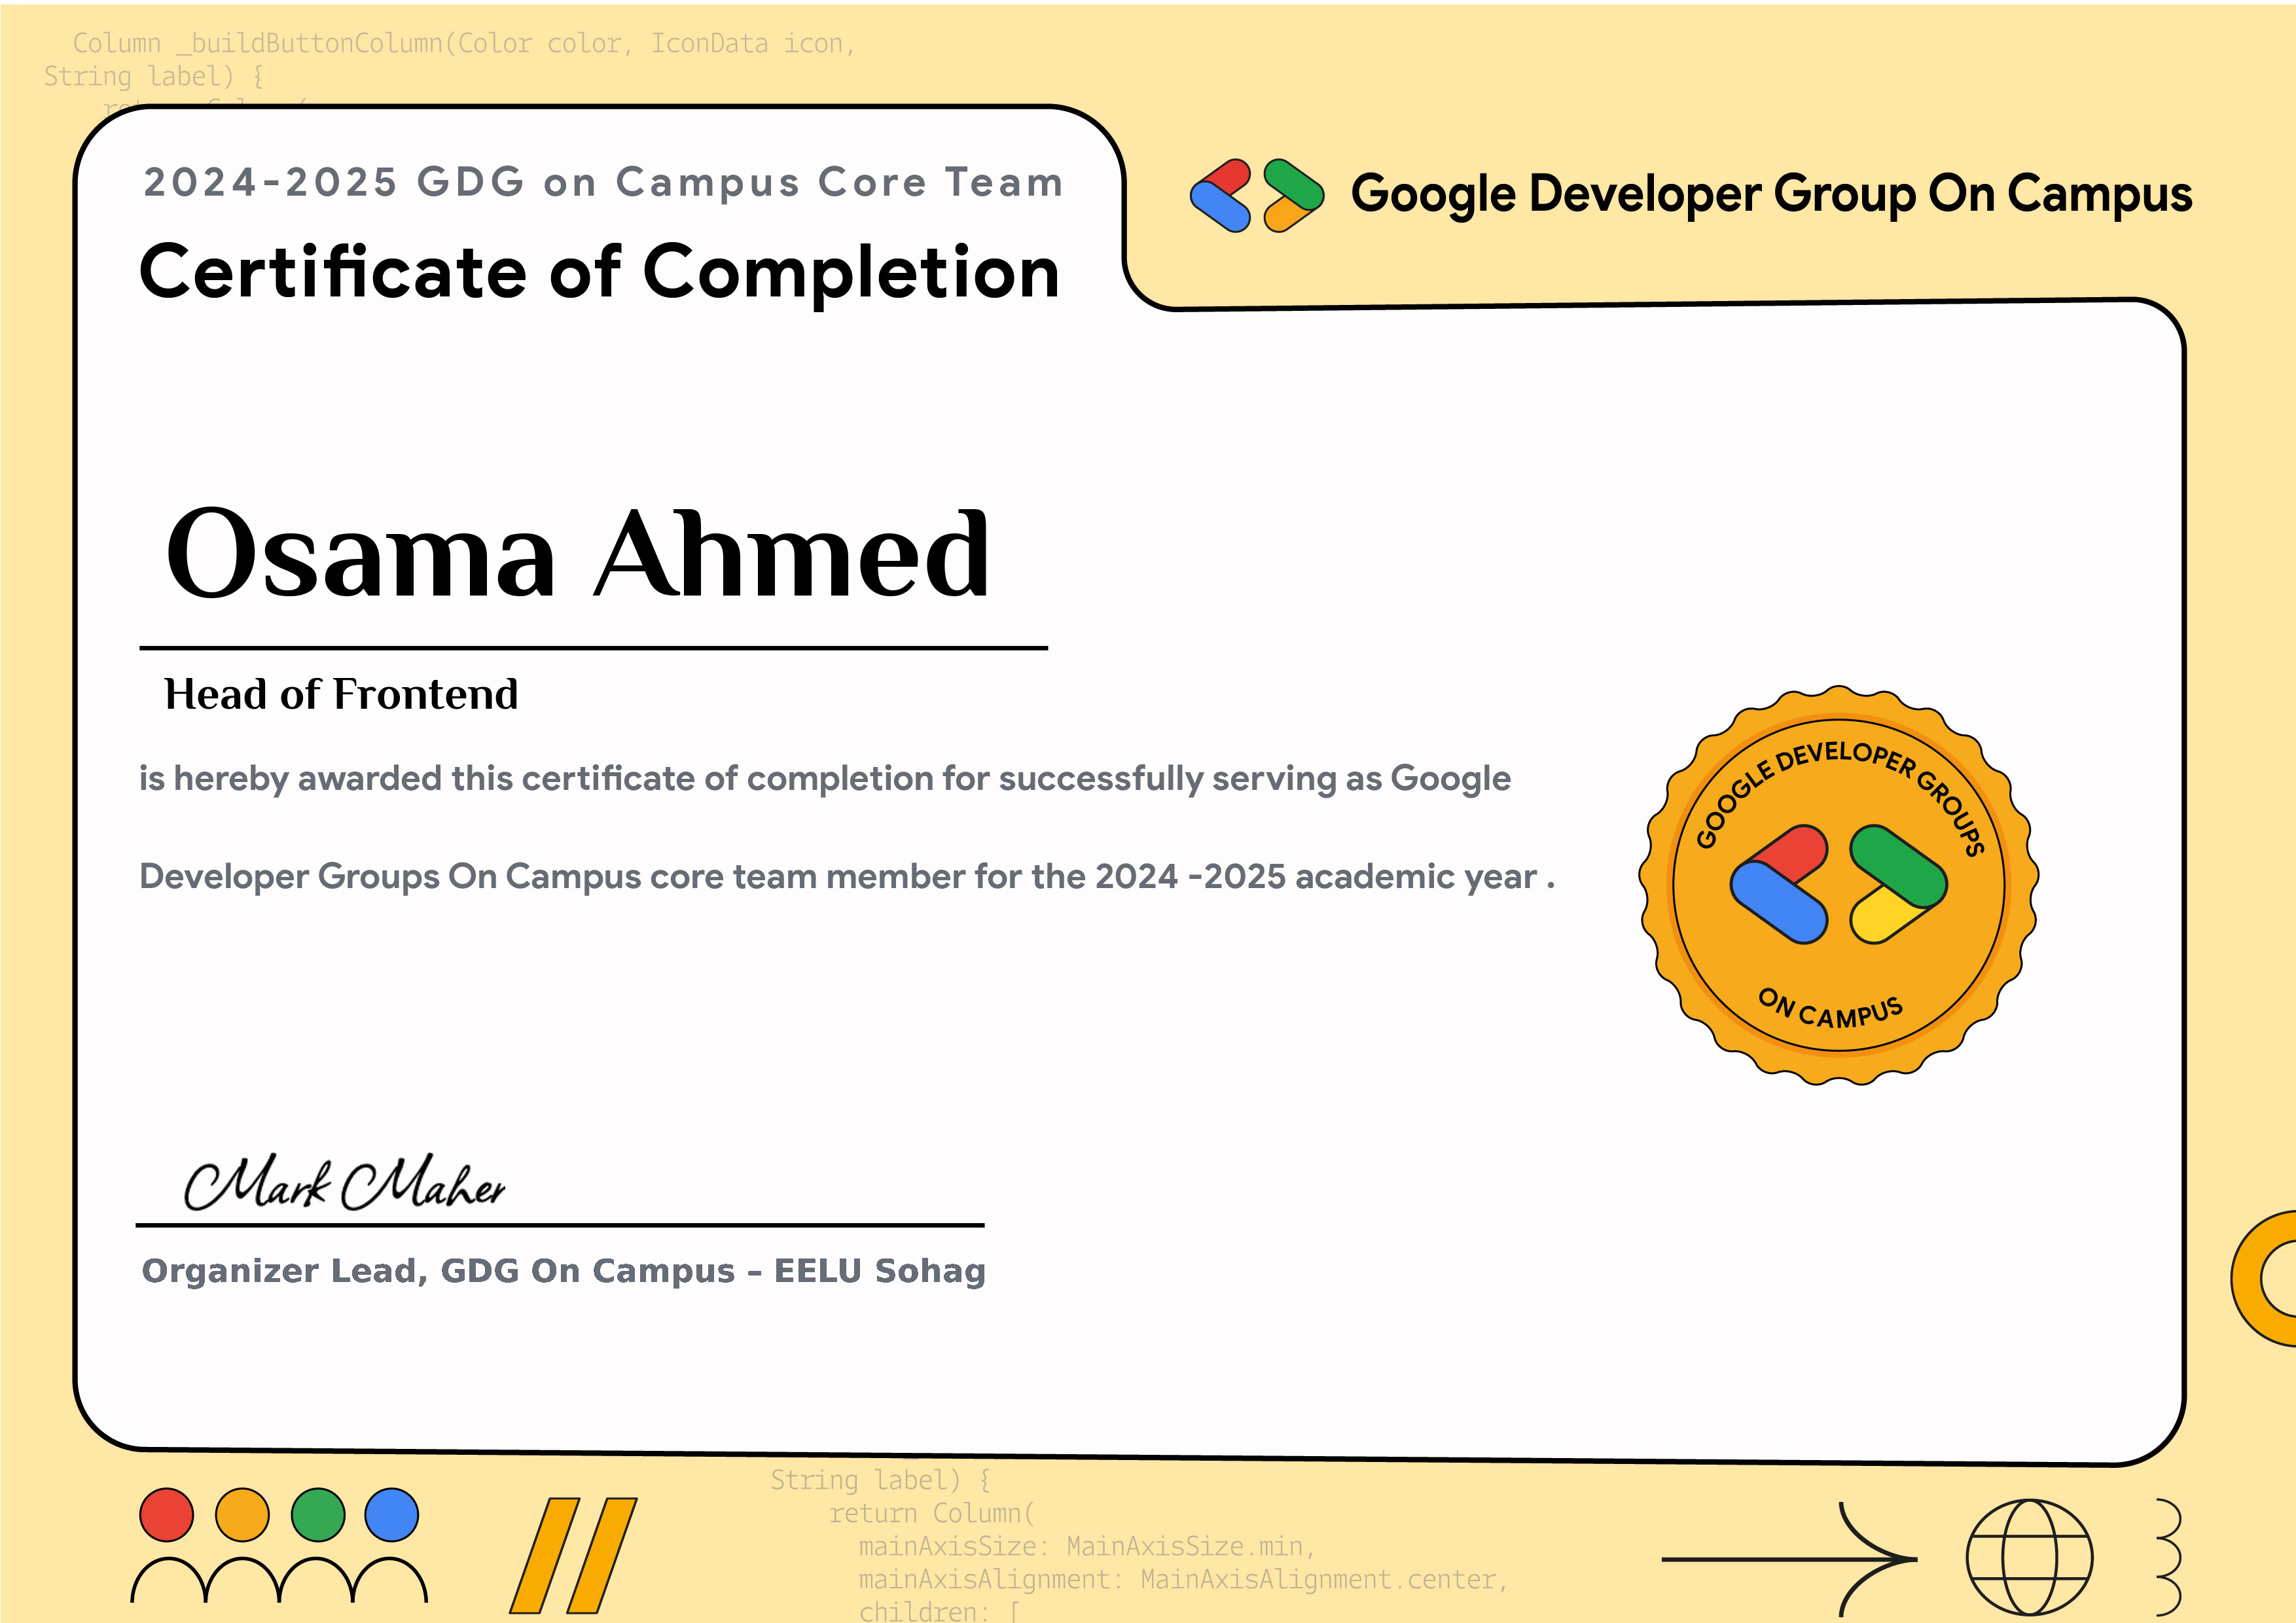 Column _buildButtonColumn(Color color, IconData icon,
String label) {
2024-2025 GDG on Campus Core Team
Certificate of Completion
Google Developer Group On Campus
Osama Ahmed
Head of Frontend
is hereby awarded this certificate of completion for successfully serving as Google
Developer Groups On Campus core team member for the 2024 -2025 academic year .
GOOGLE DEVELOPER GROUPS
ON CAMPUS
Mark Maher
Organizer Lead, GDG On Campus - EELU Sohag
String label) {
return Column(
mainAxisSize: MainAxisSize.min,
mainAxisAlignment: MainAxisAlignment.center,
children: [